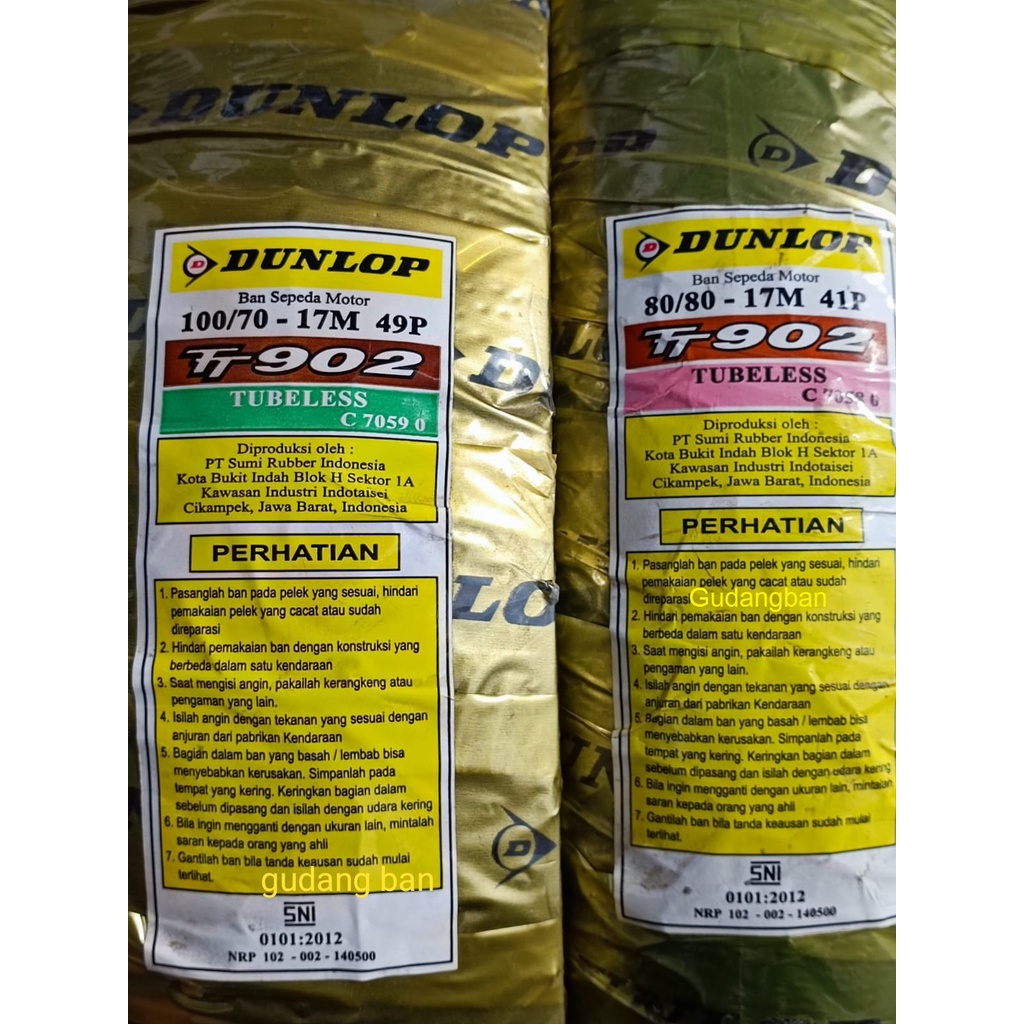 DUNLOP
D
DUNLOP
Ban Sepeda Motor
100/70 - 17M 49P
TT902
TUBELESS
C 7059 0
Diproduksi oleh :
PT Sumi Rubber Indonesia
Kota Bukit Indah Blok H Sektor 1A
Kawasan Industri Indotaisei
Cikampek, Jawa Barat, Indonesia
PERHATIAN
1. Pasanglah ban pada pelek yang sesuai, hindari
pemakaian pelek yang cacat atau sudah
direparasi
2. Hindari pemakaian ban dengan konstruksi yang
berbeda dalam satu kendaraan
3. Saat mengisi angin, pakailah kerangkeng atau
pengaman yang lain.
4. Isilah angin dengan tekanan yang sesuai dengan
anjuran dari pabrikan Kendaraan
5. Bagian dalam ban yang basah / lembab bisa
menyebabkan kerusakan. Simpanlah pada
tempat yang kering. Keringkan bagian dalam
sebelum dipasang dan isilah dengan udara kering
6. Bila ingin mengganti dengan ukuran lain, mintalah
saran kepada orang yang ahli
7. Gantilah ban bila tanda keausan sudah mulai
terlihat.
gudang ban
SNI
0101:2012
NRP 102 - 002 - 140500
DUNLOP
Ban Sepeda Motor
80/80 - 17M 41P
TT902
TUBELESS
C 7058 0
Diproduksi oleh :
PT Sumi Rubber Indonesia
Kota Bukit Indah Blok H Sektor 1A
Kawasan Industri Indotaisei
Cikampek, Jawa Barat, Indonesia
PERHATIAN
1. Pasanglah ban pada pelek yang sesuai, hindari
pemakaian pelek yang cacat atau sudah
direparasi
Gudangban
2. Hindari pemakaian ban dengan konstruksi yang
berbeda dalam satu kendaraan
3. Saat mengisi angin, pakailah kerangkeng atau
pengaman yang lain.
4. Isilah angin dengan tekanan yang sesuai dengan
anjuran dari pabrikan Kendaraan
5. Bagian dalam ban yang basah / lembab bisa
menyebabkan kerusakan. Simpanlah pada
tempat yang kering. Keringkan bagian dalam
sebelum dipasang dan isilah dengan udara kering
6. Bila ingin mengganti dengan ukuran lain, mintalah
saran kepada orang yang ahli
7. Gantilah ban bila tanda keausan sudah mulai
terlihat.
SNI
0101:2012
NRP 102 - 002 - 140500